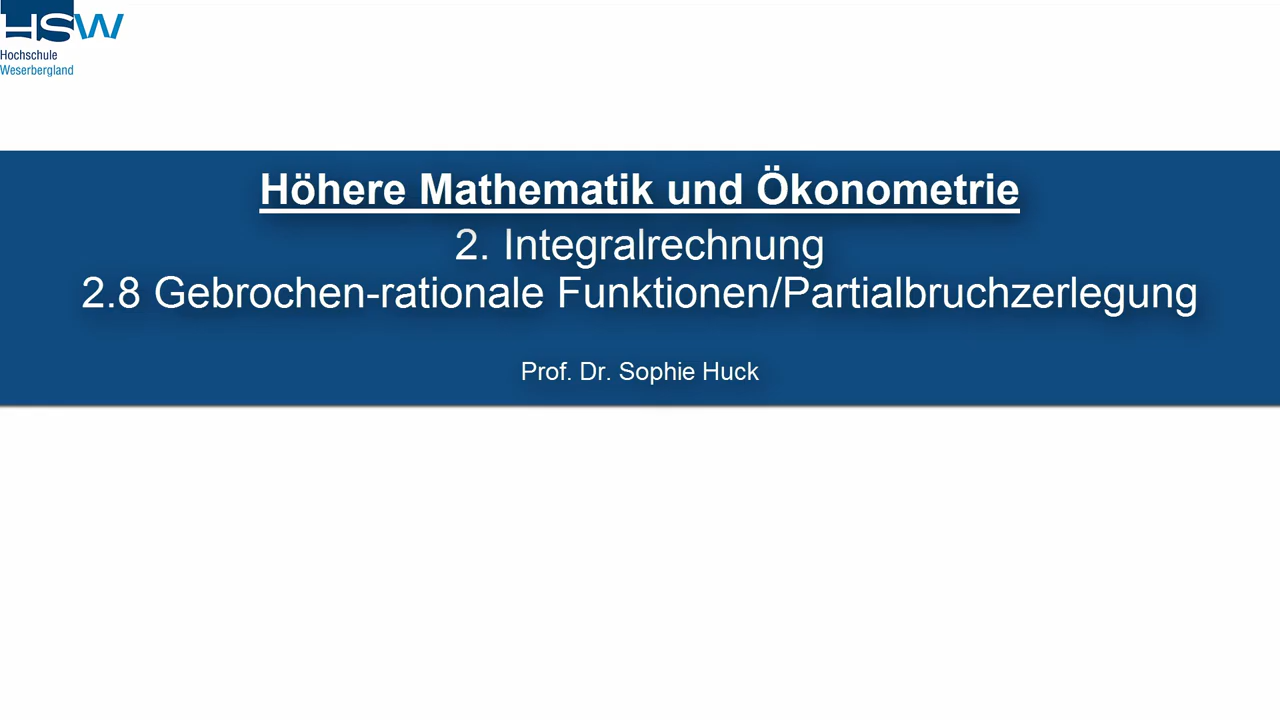 HSW
Hochschule
Weserbergland
Höhere Mathematik und Ökonometrie
2. Integralrechnung
2.8 Gebrochen-rationale Funktionen/Partialbruchzerlegung
Prof. Dr. Sophie Huck